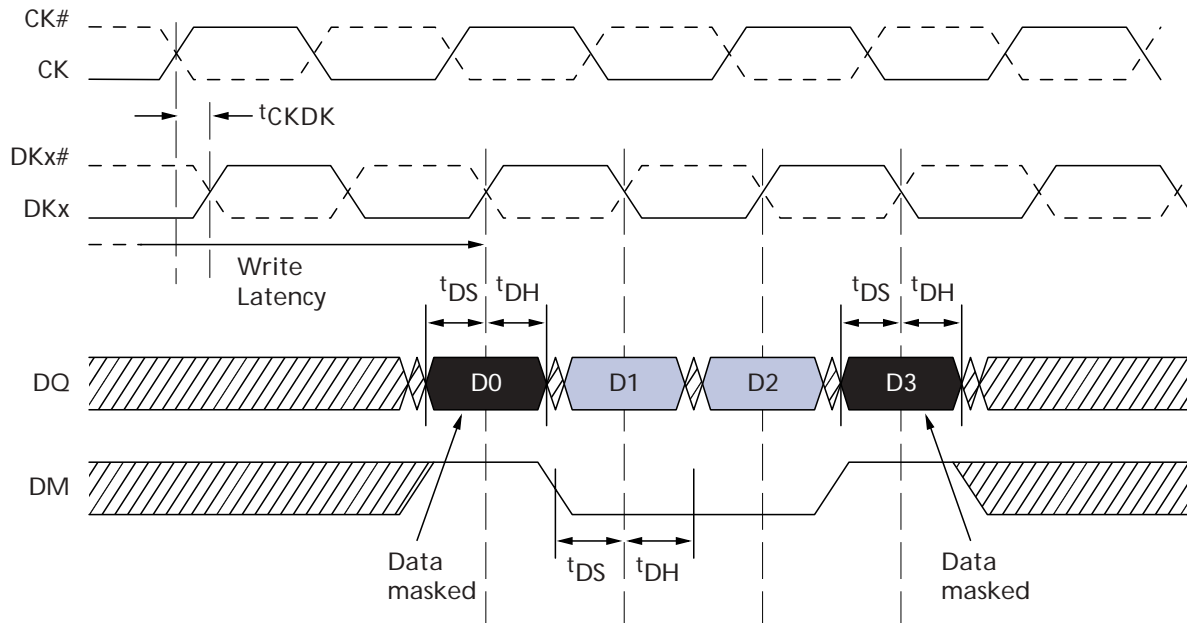 CK#
CK
tCKDK
DKx#
DKx
Write
Latency
tDS
tDH
tDS
tDH
DQ
D0
D1
D2
D3
DM
Data
masked
tDS
tDH
Data
masked